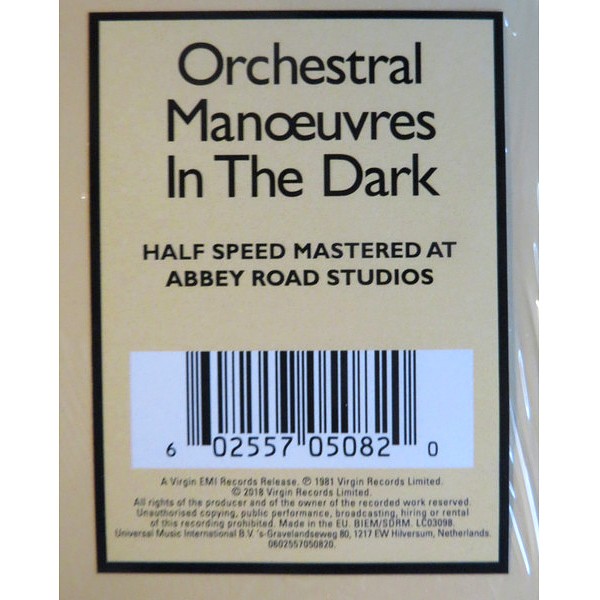 Orchestral
Manœuvres
In The Dark
HALF SPEED MASTERED AT
ABBEY ROAD STUDIOS
6 02557 05082 0
A Virgin EMI Records Release. ℗ 1981 Virgin Records Limited.
© 2018 Virgin Records Limited.
All rights of the producer and of the owner of the recorded work reserved.
Unauthorised copying, public performance, broadcasting, hiring or rental
of this recording prohibited. Made in the EU. BIEM/SDRM. LC03098.
Universal Music International B.V. 's-Gravelandseweg 80, 1217 EW Hilversum, Netherlands.
0602557050820.